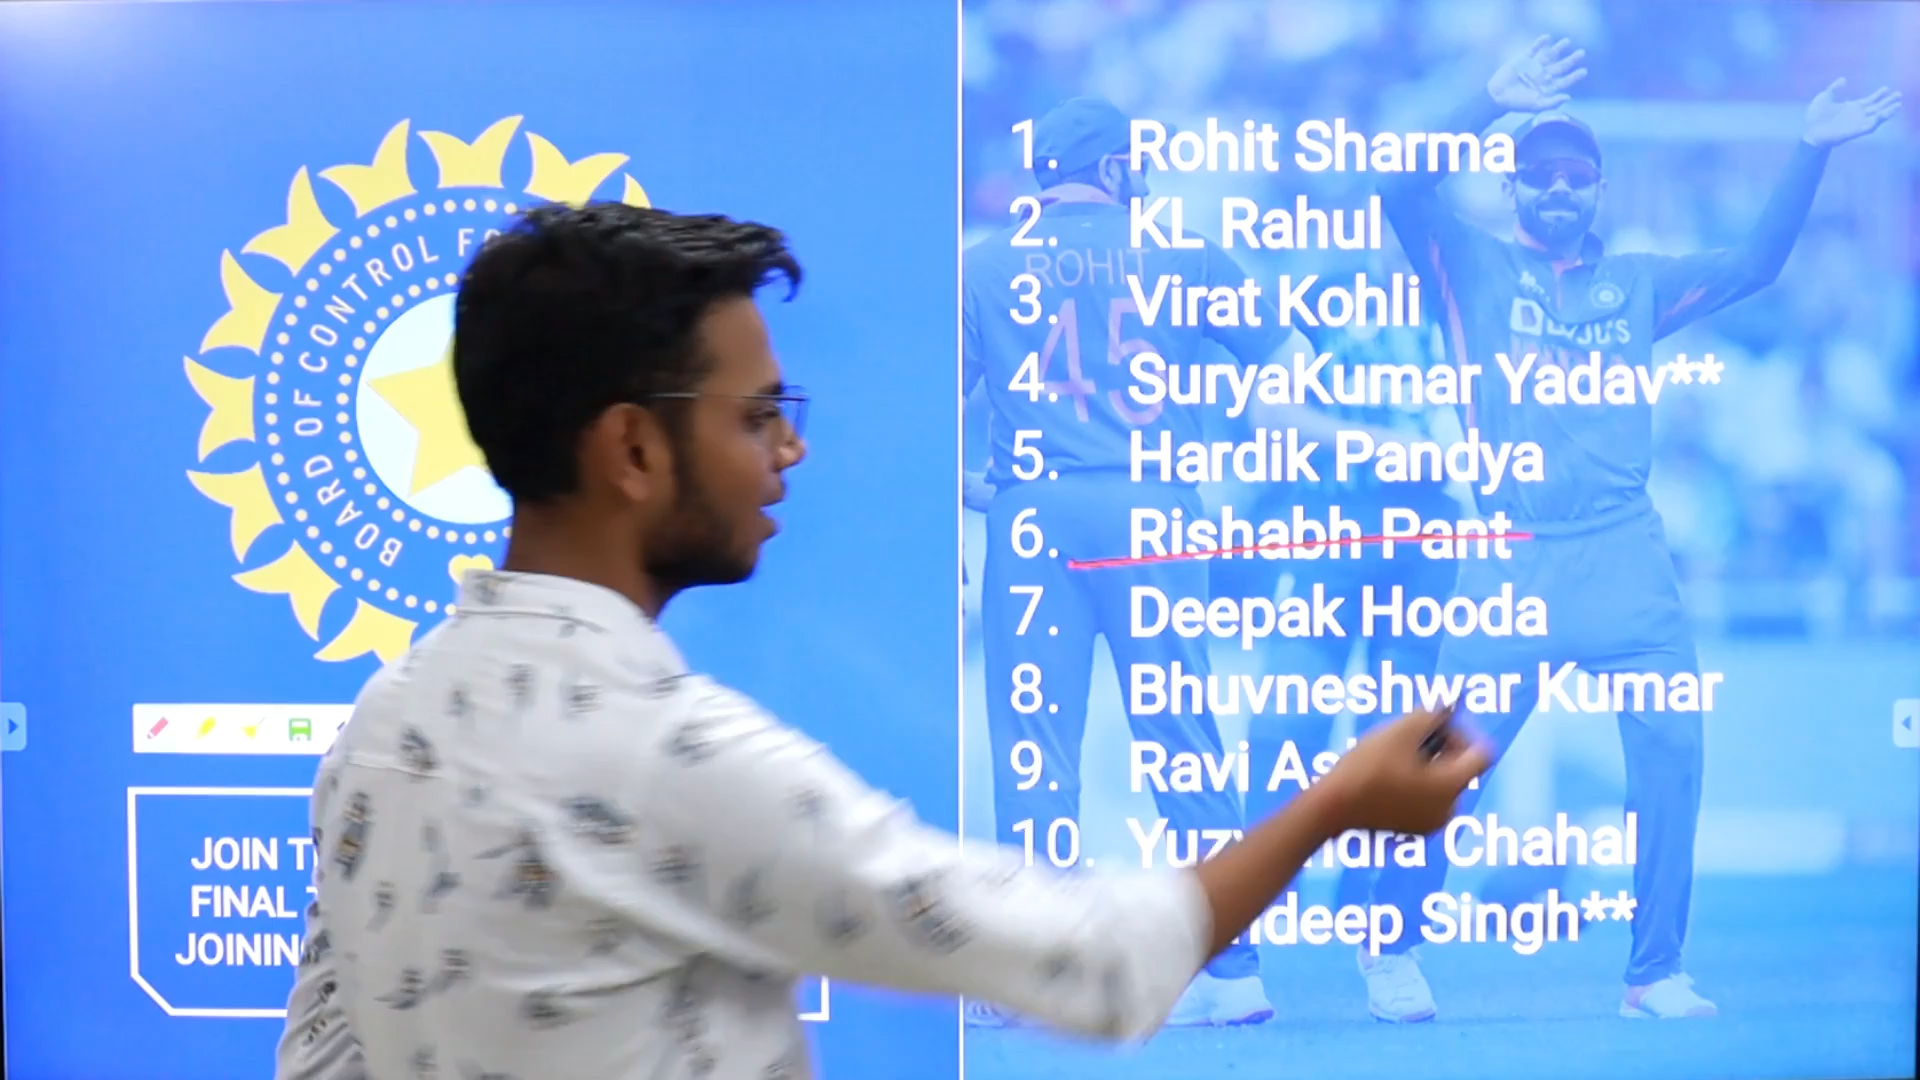 BOARD OF CONTROL
JOIN
FINAL
1. Rohit Sharma
2. KL Rahul
3. Virat Kohli
4. SuryaKumar Yadav**
5. Hardik Pandya
6. Rishabh Pant
7. Deepak Hooda
8. Bhuvneshwar Kumar
9. Ravi
10. Chahal
Singh**
ROHIT
45